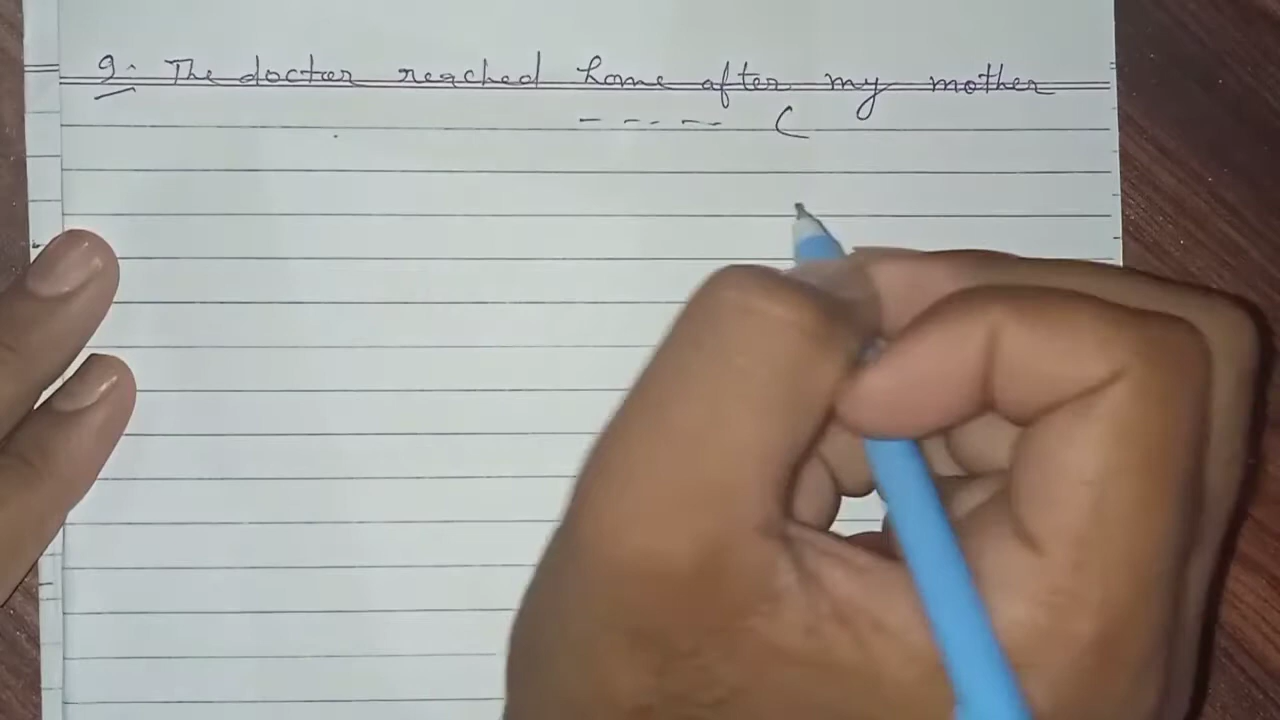 9. The doctor reached home after my mother
---- (